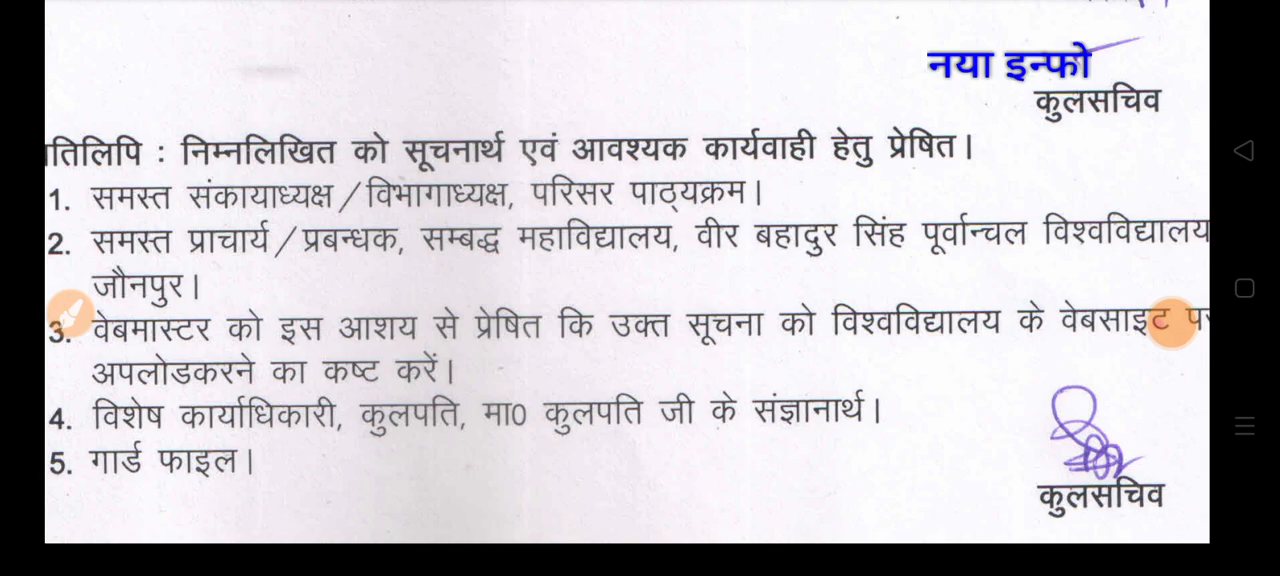 नया इन्फो
कुलसचिव
तिलिपि : निम्नलिखित को सूचनार्थ एवं आवश्यक कार्यवाही हेतु प्रेषित।
1. समस्त संकायाध्यक्ष/विभागाध्यक्ष, परिसर पाठ्यक्रम।
2. समस्त प्राचार्य/प्रबन्धक, सम्बद्ध महाविद्यालय, वीर बहादुर सिंह पूर्वान्चल विश्वविद्यालय
जौनपुर।
3. वेबमास्टर को इस आशय से प्रेषित कि उक्त सूचना को विश्वविद्यालय के वेबसाइट पर
अपलोडकरने का कष्ट करें।
4. विशेष कार्याधिकारी, कुलपति, मा0 कुलपति जी के संज्ञानार्थ।
5. गार्ड फाइल।
कुलसचिव